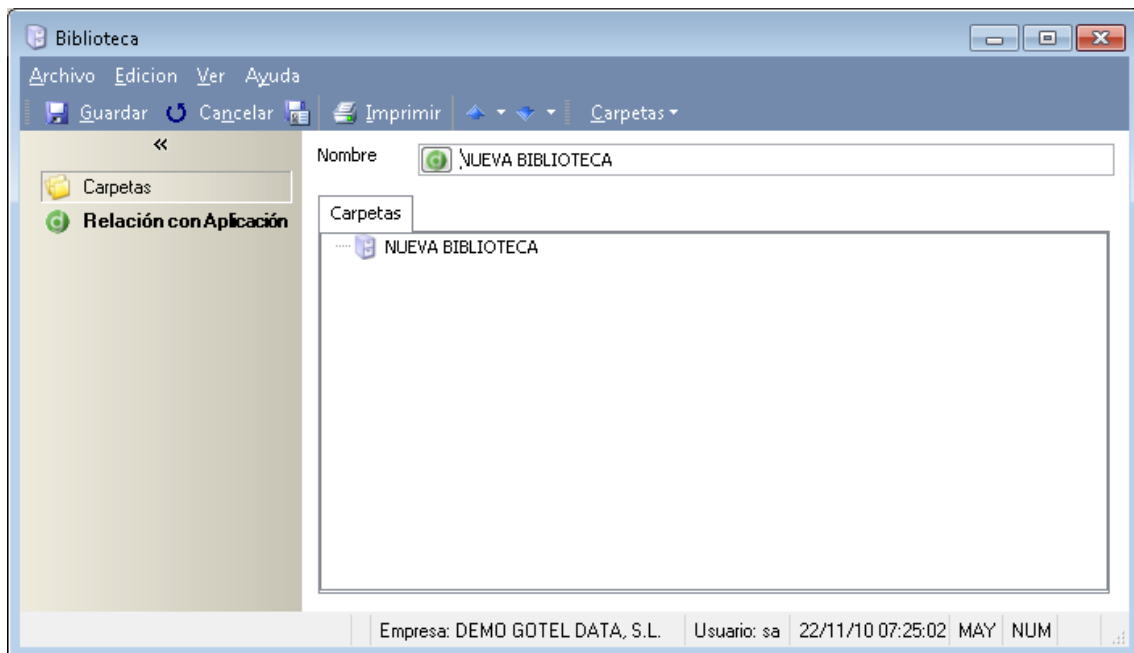 Biblioteca
Archivo Edicion Ver Ayuda
Guardar Cancelar Imprimir Carpetas
«
Carpetas
Relación con Aplicación
Nombre NUEVA BIBLIOTECA
Carpetas
NUEVA BIBLIOTECA
Empresa: DEMO GOTEL DATA, S.L. Usuario: sa 22/11/10 07:25:02 MAY NUM